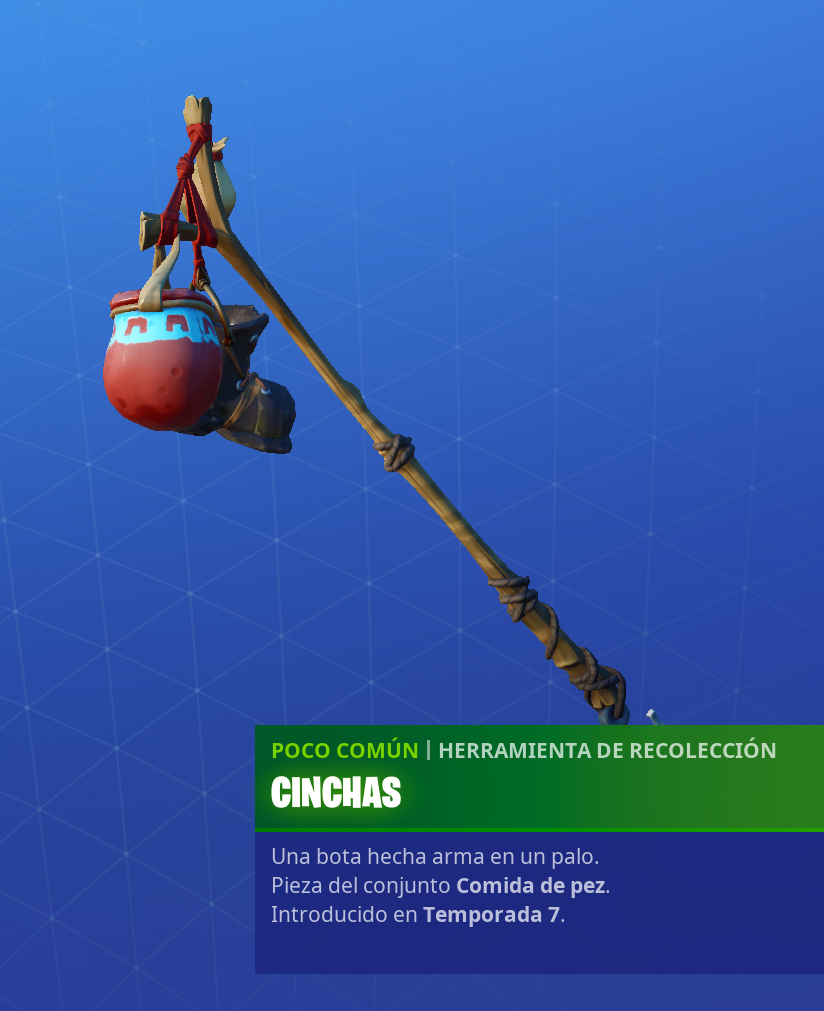 POCO COMÚN | HERRAMIENTA DE RECOLECCIÓN
CINCHAS
Una bota hecha arma en un palo.
Pieza del conjunto Comida de pez.
Introducido en Temporada 7.